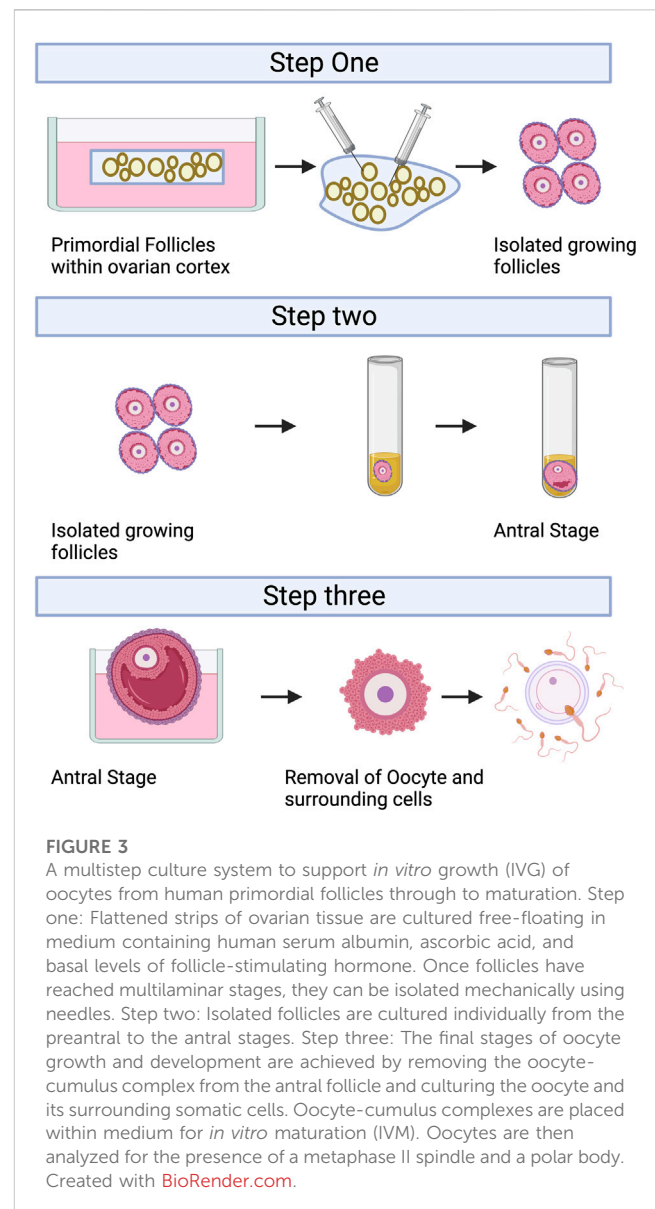 Step One
Primordial Follicles
within ovarian cortex
Isolated growing
follicles
Step two
Isolated growing
follicles
Antral Stage
Step three
Antral Stage
Removal of Oocyte and
surrounding cells
FIGURE 3
A multistep culture system to support in vitro growth (IVG) of
oocytes from human primordial follicles through to maturation. Step
one: Flattened strips of ovarian tissue are cultured free-floating in
medium containing human serum albumin, ascorbic acid, and
basal levels of follicle-stimulating hormone. Once follicles have
reached multilaminar stages, they can be isolated mechanically using
needles. Step two: Isolated follicles are cultured individually from the
preantral to the antral stages. Step three: The final stages of oocyte
growth and development are achieved by removing the oocyte-
cumulus complex from the antral follicle and culturing the oocyte and
its surrounding somatic cells. Oocyte-cumulus complexes are placed
within medium for in vitro maturation (IVM). Oocytes are then
analyzed for the presence of a metaphase II spindle and a polar body.
Created with BioRender.com.